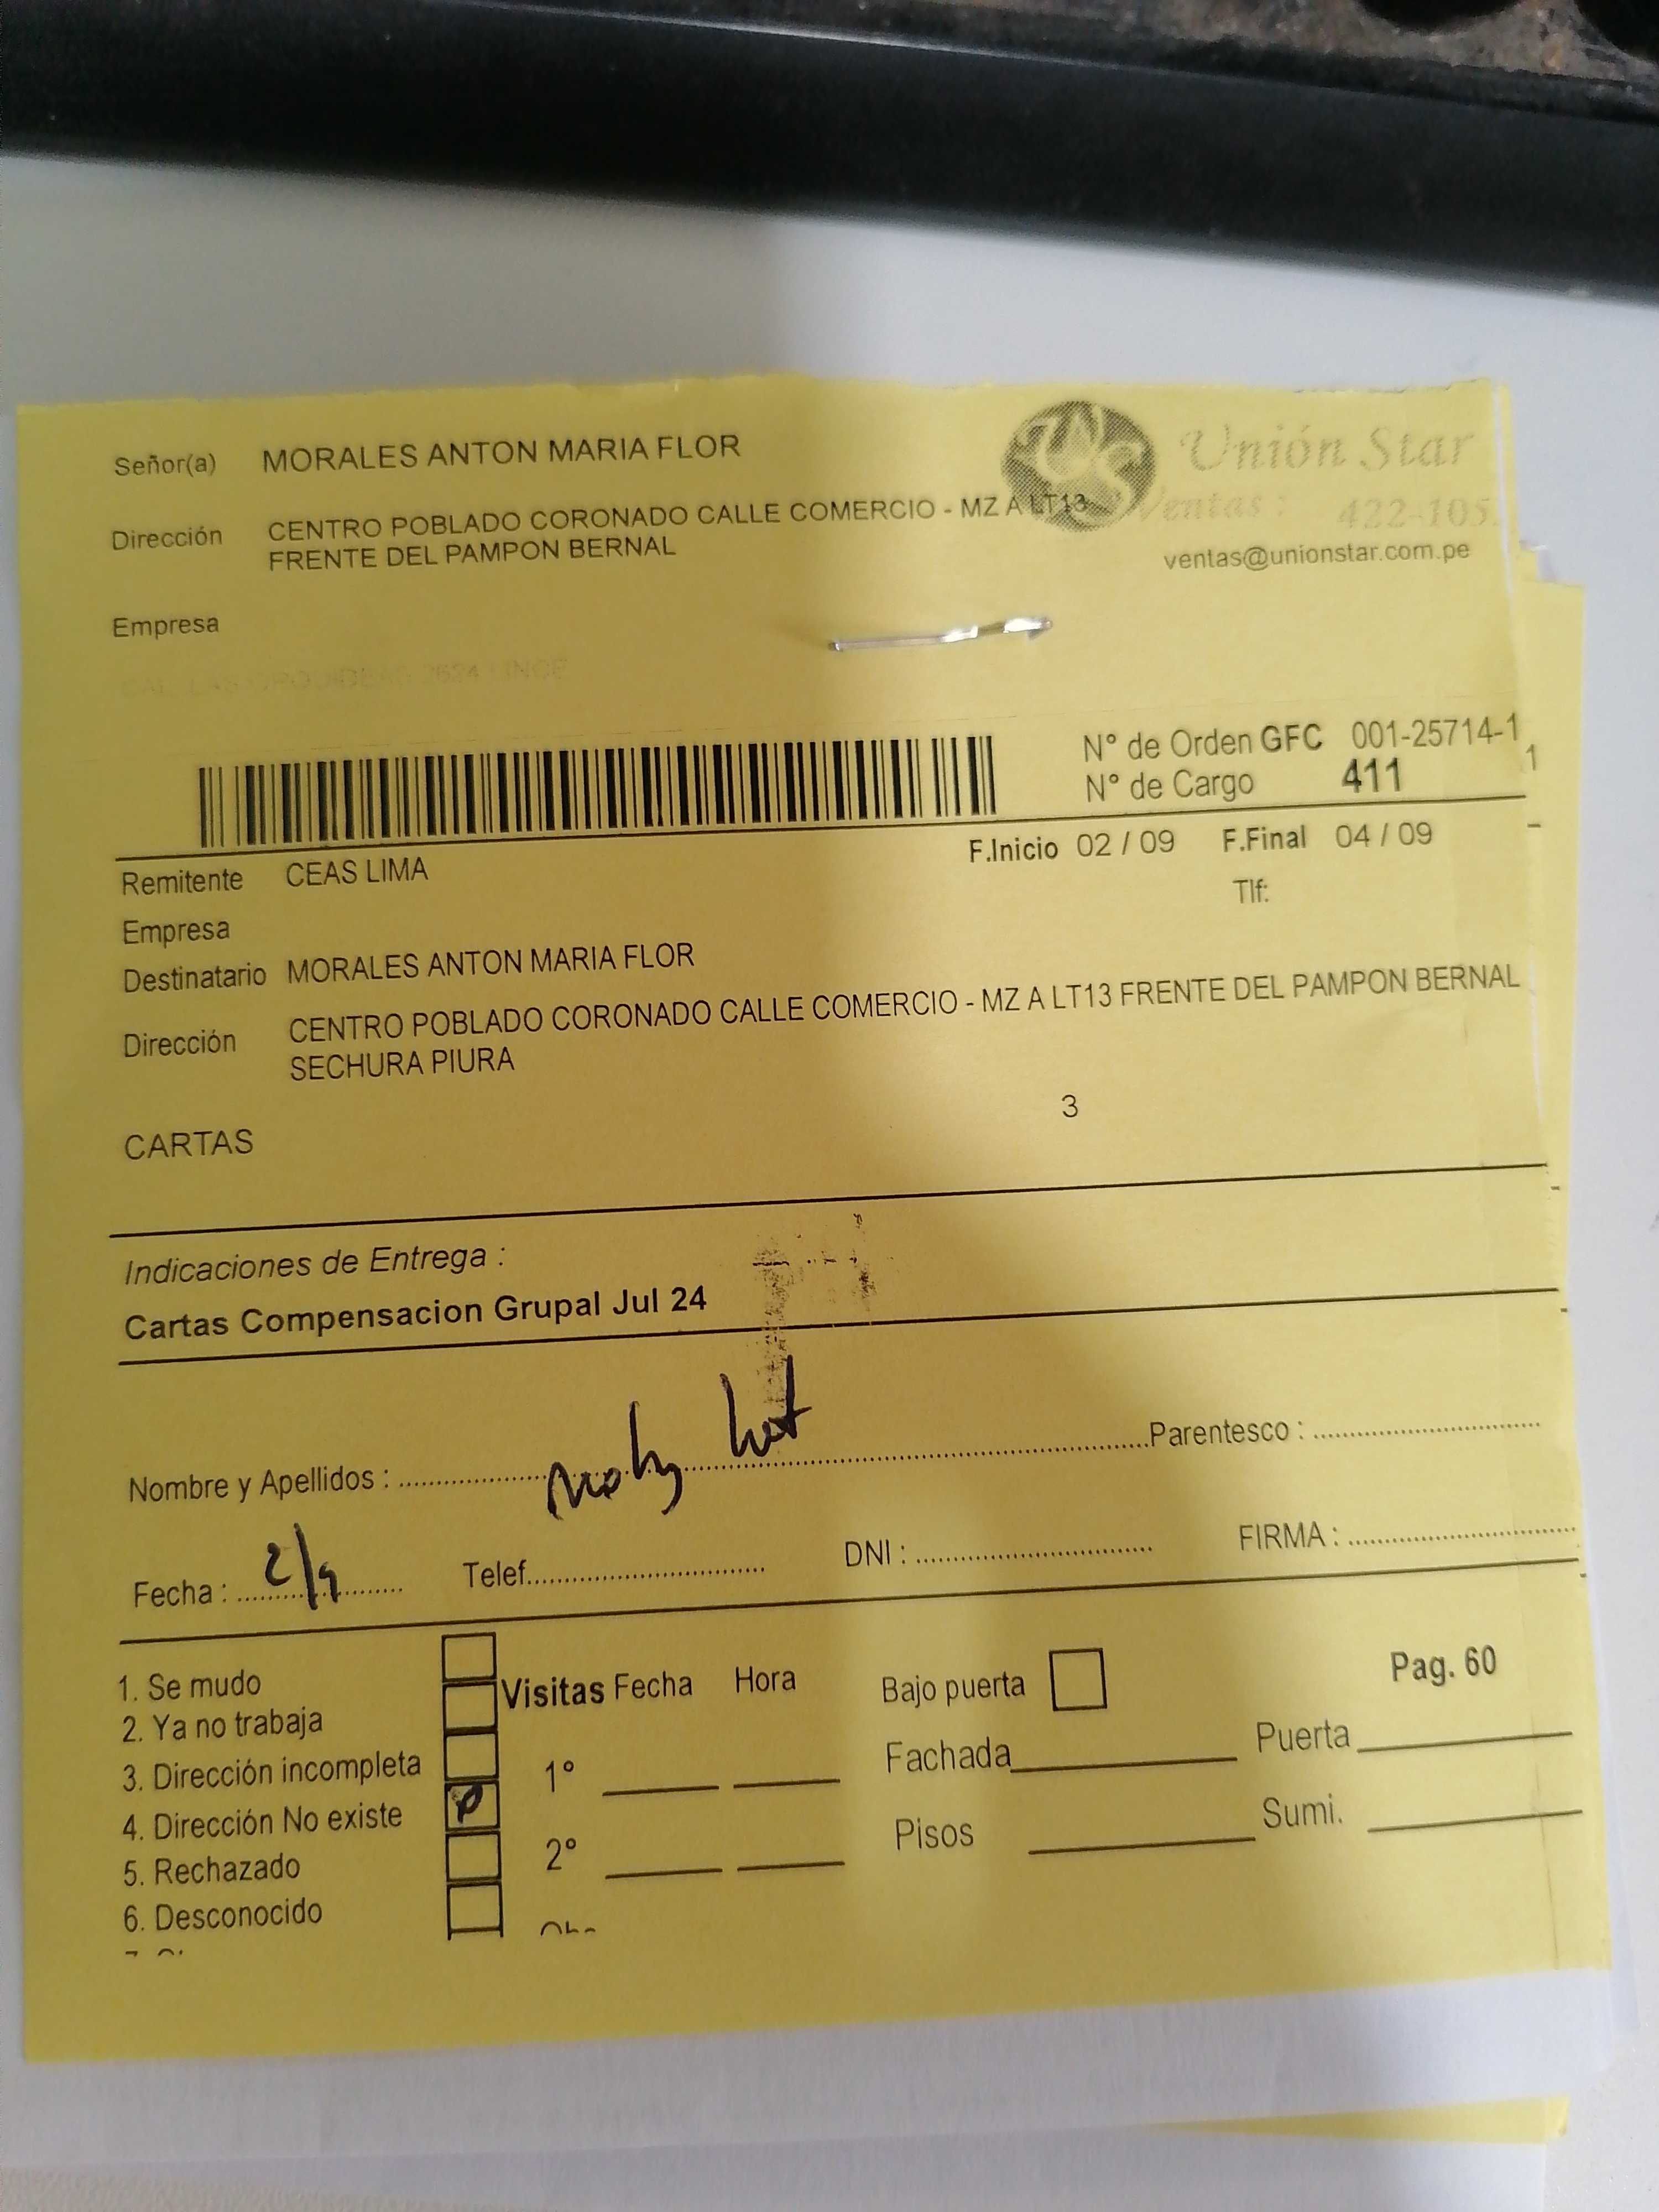 Señor(a) MORALES ANTON MARIA FLOR
Unión Star
Ventas : 422-105
Dirección CENTRO POBLADO CORONADO CALLE COMERCIO - MZ A LT13
FRENTE DEL PAMPON BERNAL
ventas@unionstar.com.pe
Empresa
N° de Orden GFC 001-25714-1
1
N° de Cargo 411
F.Inicio 02 / 09 F.Final 04 / 09
Remitente CEAS LIMA
Tlf:
Empresa
Destinatario MORALES ANTON MARIA FLOR
Dirección CENTRO POBLADO CORONADO CALLE COMERCIO - MZ A LT13 FRENTE DEL PAMPON BERNAL
SECHURA PIURA
3
CARTAS
Indicaciones de Entrega :
Cartas Compensacion Grupal Jul 24
Nombre y Apellidos : Parentesco :
Fecha : 2/9 Telef. DNI : FIRMA :
1. Se mudo
2. Ya no trabaja
3. Dirección incompleta
4. Dirección No existe
5. Rechazado
6. Desconocido
Visitas Fecha Hora
1°
2°
Bajo puerta
Pag. 60
Fachada Puerta
Pisos Sumi.